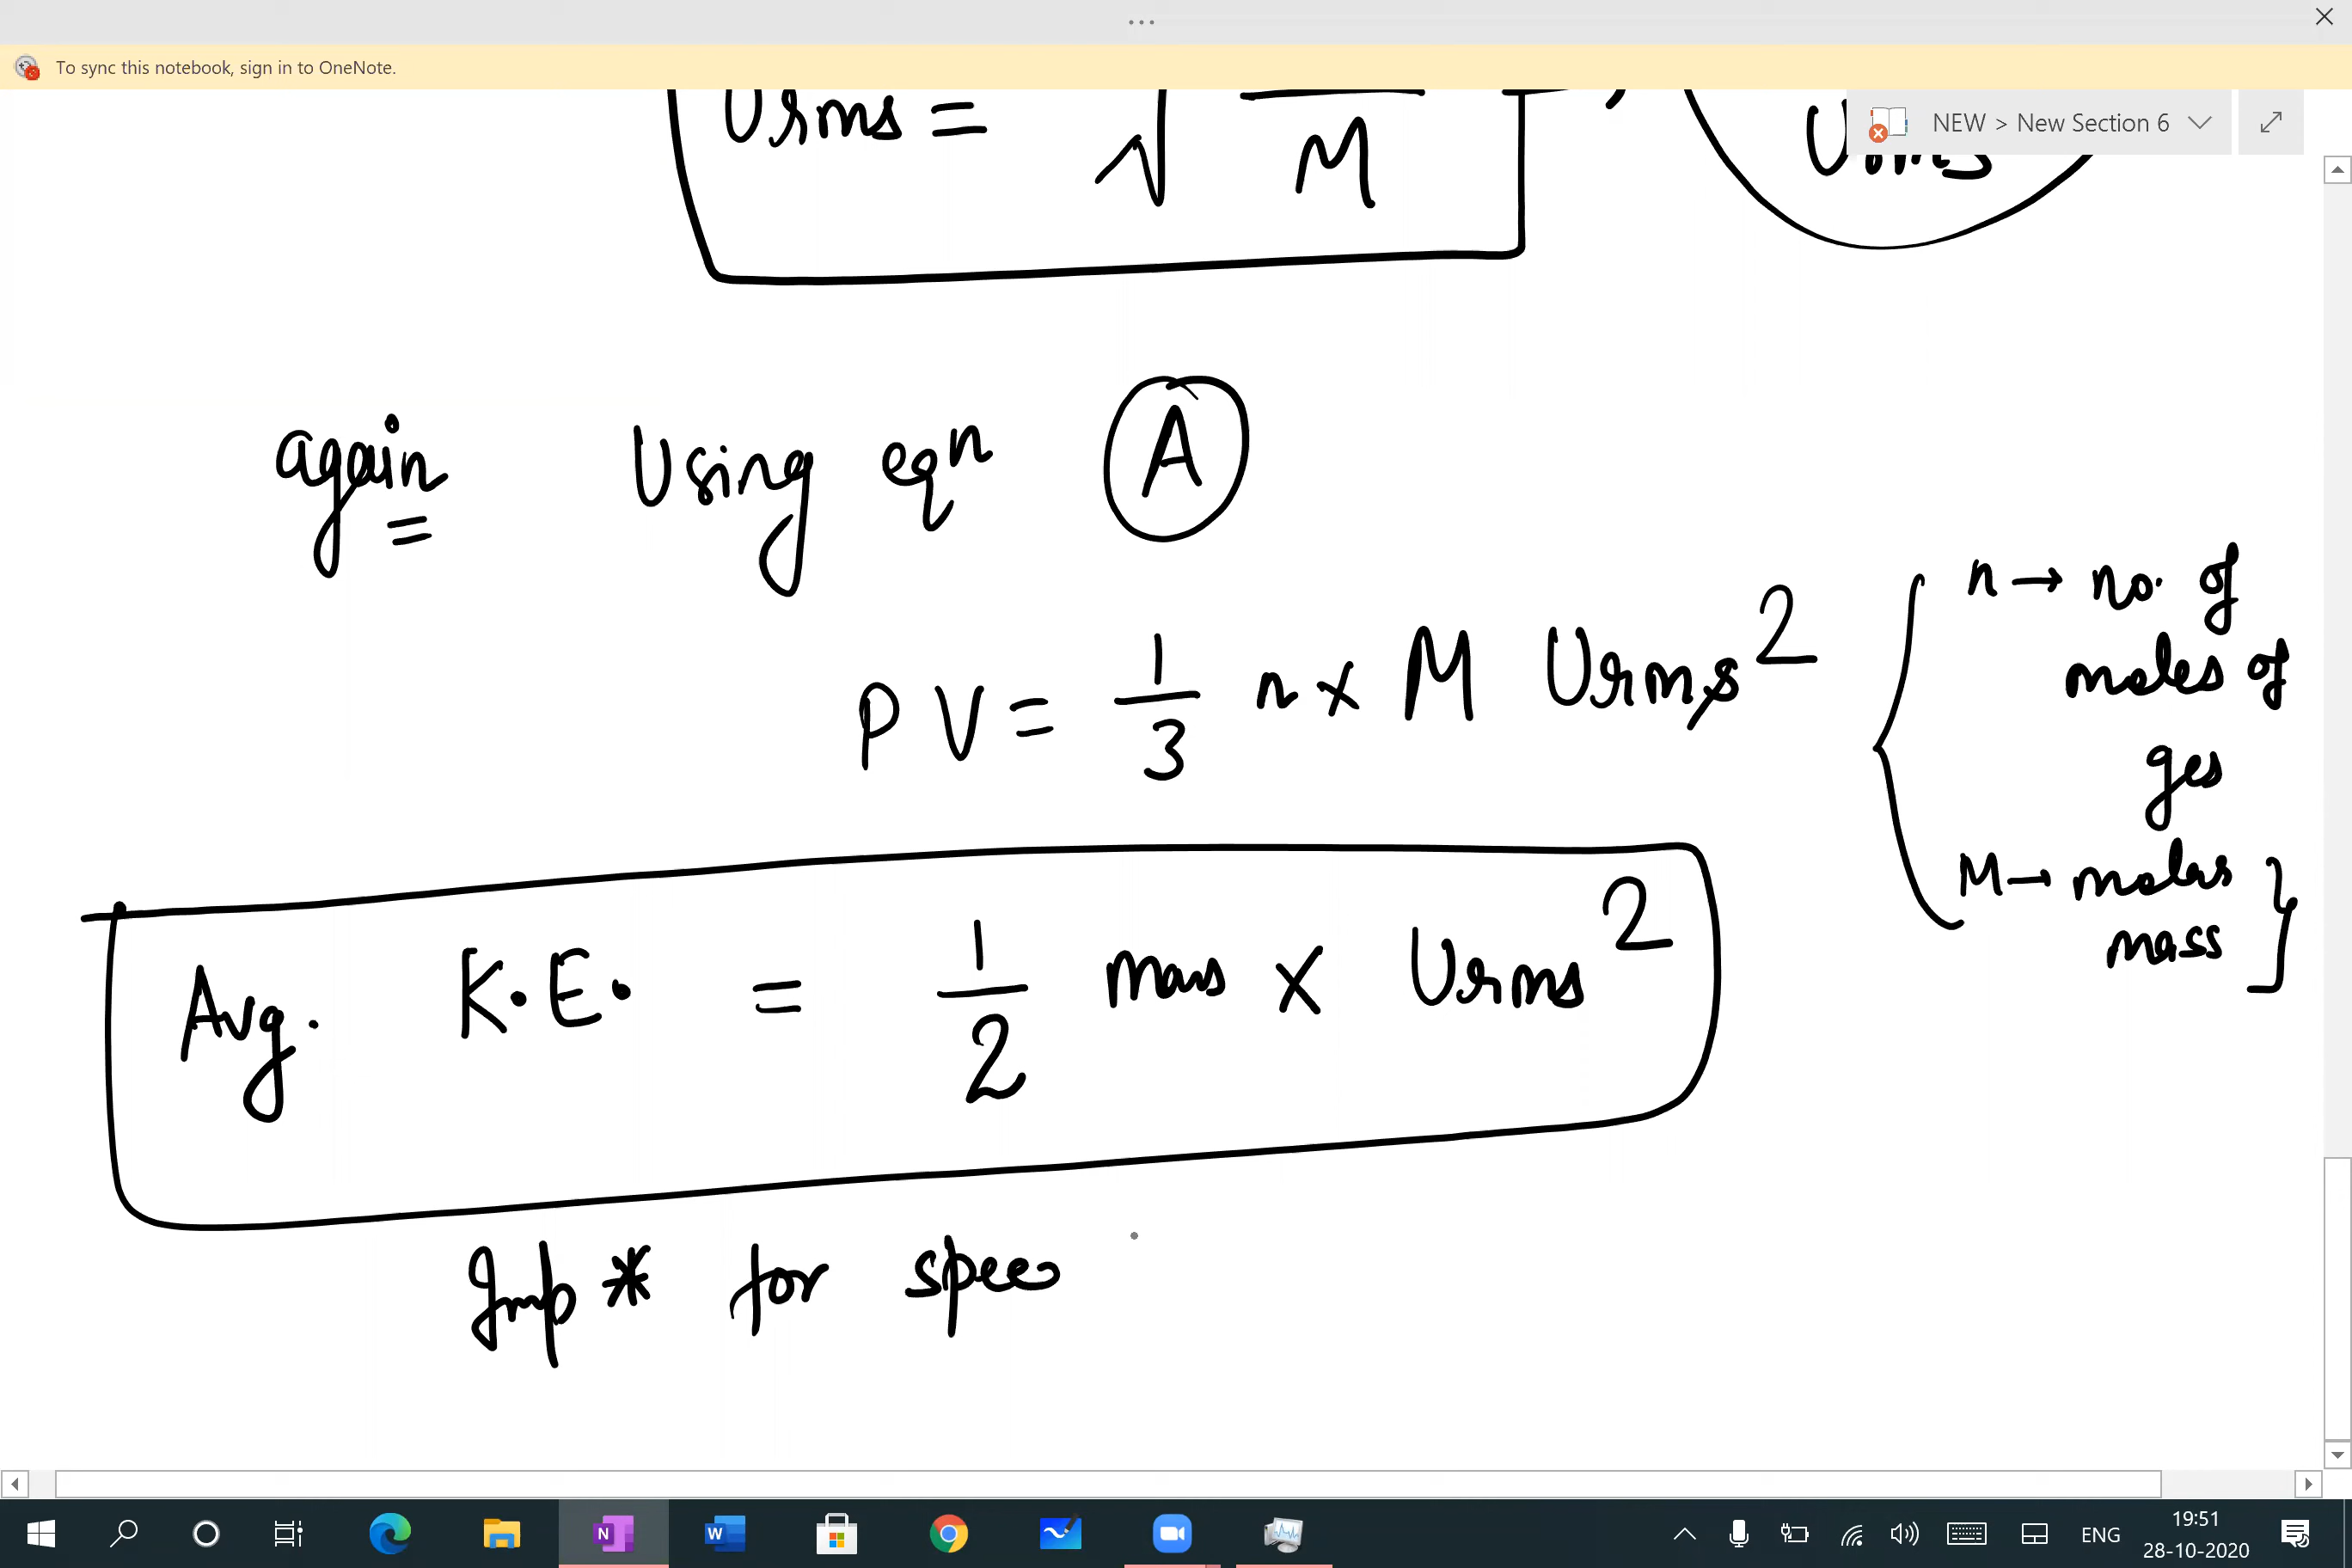 To sync this notebook, sign in to OneNote.
NEW > New Section 6
Urms = √ M
Urms
again Using eqn A
PV = 1/3 n x M Urms²
n → no. of
moles of
ges
M → molar
mass
Avg. K.E. = 1/2 mass x Urms²
Imp * for spee
N
W
ENG
19:51
28-10-2020